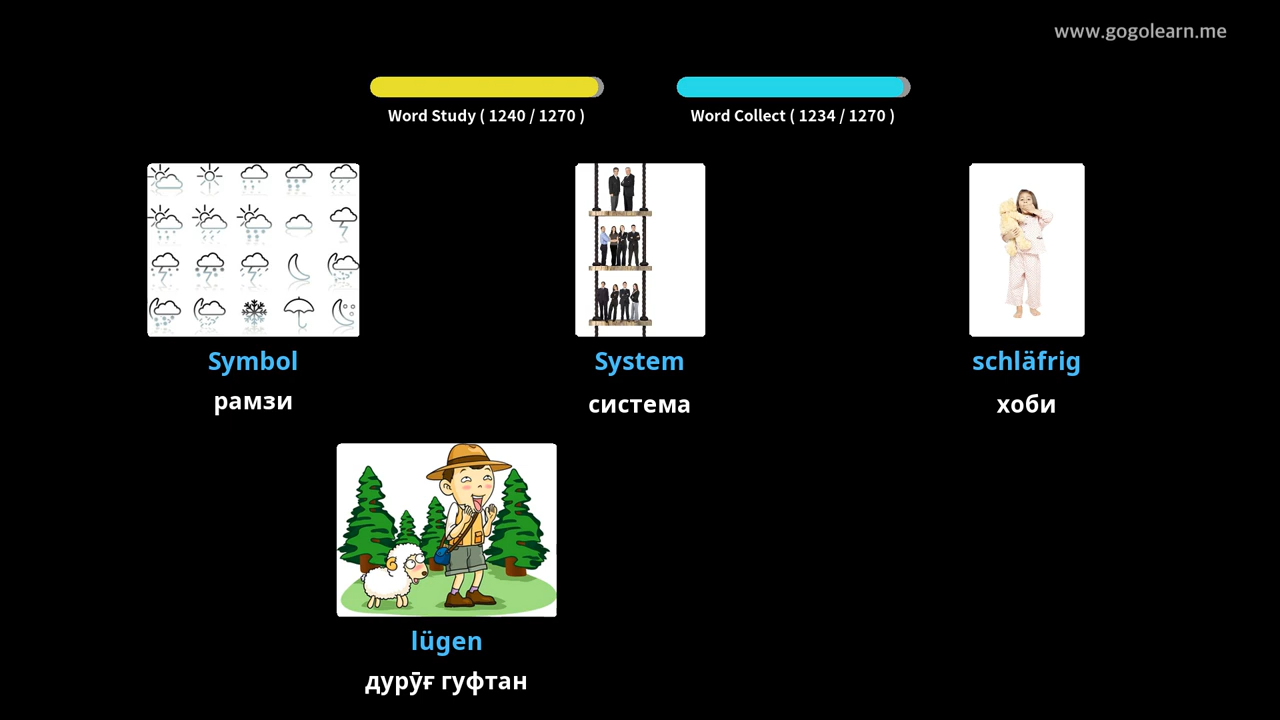 www.gogolearn.me
Word Study ( 1240 / 1270 )
Word Collect ( 1234 / 1270 )
Symbol
System
schläfrig
рамзи
система
хоби
lügen
дурӯғ гуфтан